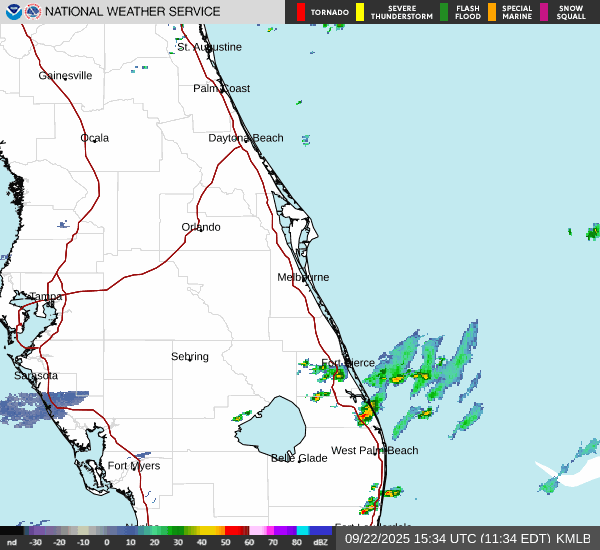 NATIONAL WEATHER SERVICE
TORNADO
SEVERE
THUNDERSTORM
FLASH
FLOOD
SPECIAL
MARINE
SNOW
SQUALL
St. Augustine
Gainesville
Palm Coast
Ocala
Daytona Beach
Orlando
Melbourne
Tampa
Sebring
Fort Pierce
Sarasota
West Palm Beach
Belle Glade
Fort Myers
nd -30 -20 -10 0 10 20 30 40 50 60 70 80 dBZ
09/22/2025 15:34 UTC (11:34 EDT) KMLB